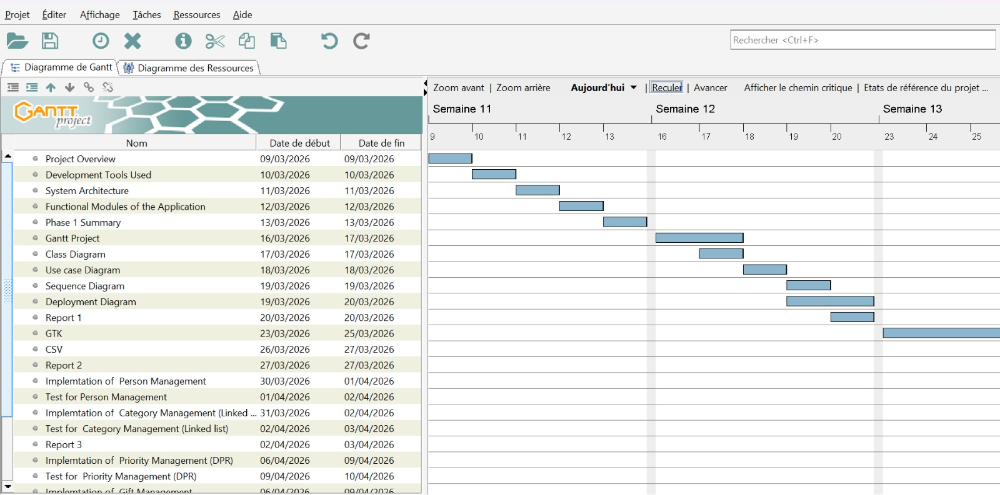 Projet Éditer Affichage Tâches Ressources Aide
Rechercher <Ctrl+F>
Diagramme de Gantt Diagramme des Ressources
Zoom avant | Zoom arrière Aujourd'hui | Reculer | Avancer Afficher le chemin critique | Etats de référence du projet ...
GANTT project
Semaine 11 Semaine 12 Semaine 13
9 10 11 12 13 16 17 18 19 20 23 24 25
Nom Date de début Date de fin
Project Overview 09/03/2026 09/03/2026
Development Tools Used 10/03/2026 10/03/2026
System Architecture 11/03/2026 11/03/2026
Functional Modules of the Application 12/03/2026 12/03/2026
Phase 1 Summary 13/03/2026 13/03/2026
Gantt Project 16/03/2026 17/03/2026
Class Diagram 17/03/2026 17/03/2026
Use case Diagram 18/03/2026 18/03/2026
Sequence Diagram 19/03/2026 19/03/2026
Deployment Diagram 19/03/2026 20/03/2026
Report 1 20/03/2026 20/03/2026
GTK 23/03/2026 25/03/2026
CSV 26/03/2026 27/03/2026
Report 2 27/03/2026 27/03/2026
Implemtation of Person Management 30/03/2026 01/04/2026
Test for Person Management 01/04/2026 02/04/2026
Implemtation of Category Management (Linked ... 31/03/2026 02/04/2026
Test for Category Management (Linked list) 02/04/2026 03/04/2026
Report 3 02/04/2026 03/04/2026
Implemtation of Priority Management (DPR) 06/04/2026 09/04/2026
Test for Priority Management (DPR) 09/04/2026 10/04/2026
Implemtation of Gift Management 06/04/2026 09/04/2026